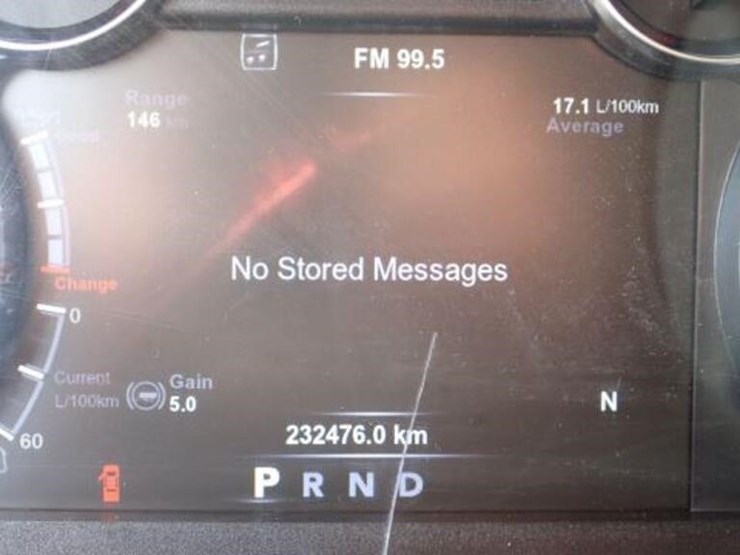 FM 99.5
Range
146 km
17.1 L/100km
Average
No Stored Messages
Change
0
Current
L/100km
Gain
5.0
60
N
232476.0 km
P R N D